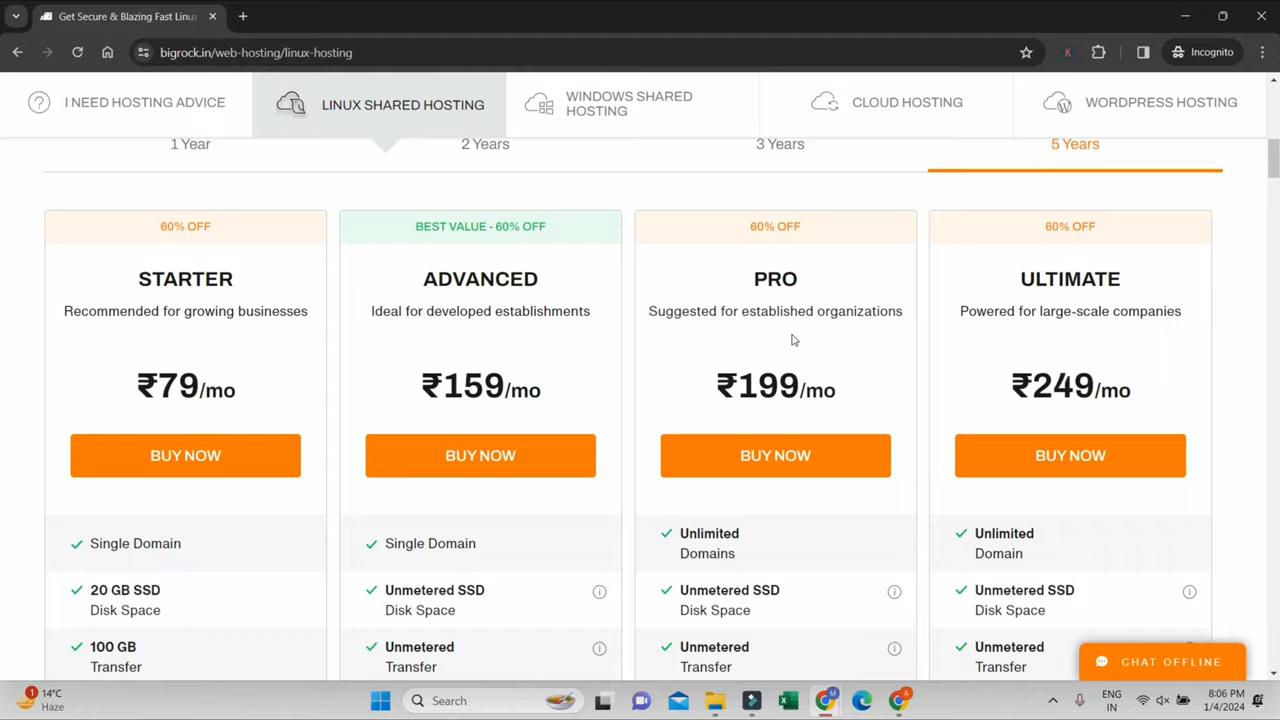 Get Secure & Blazing Fast Linu
bigrock.in/web-hosting/linux-hosting
K
Incognito
I NEED HOSTING ADVICE
LINUX SHARED HOSTING
WINDOWS SHARED
HOSTING
CLOUD HOSTING
WORDPRESS HOSTING
1 Year
2 Years
3 Years
5 Years
60% OFF
STARTER
Recommended for growing businesses
₹79/mo
BUY NOW
Single Domain
20 GB SSD
Disk Space
100 GB
Transfer
BEST VALUE - 60% OFF
ADVANCED
Ideal for developed establishments
₹159/mo
BUY NOW
Single Domain
Unmetered SSD
Disk Space
Unmetered
Transfer
60% OFF
PRO
Suggested for established organizations
₹199/mo
BUY NOW
Unlimited
Domains
Unmetered SSD
Disk Space
Unmetered
Transfer
60% OFF
ULTIMATE
Powered for large-scale companies
₹249/mo
BUY NOW
Unlimited
Domain
Unmetered SSD
Disk Space
Unmetered
Transfer
CHAT OFFLINE
1
14°C
Haze
Search
M
A
ENG
IN
8:06 PM
1/4/2024